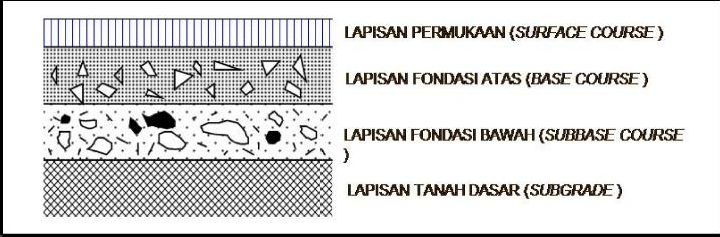 LAPISAN PERMUKAAN (SURFACE COURSE )
LAPISAN FONDASI ATAS (BASE COURSE )
LAPISAN FONDASI BAWAH (SUBBASE COURSE
)
LAPISAN TANAH DASAR (SUBGRADE )